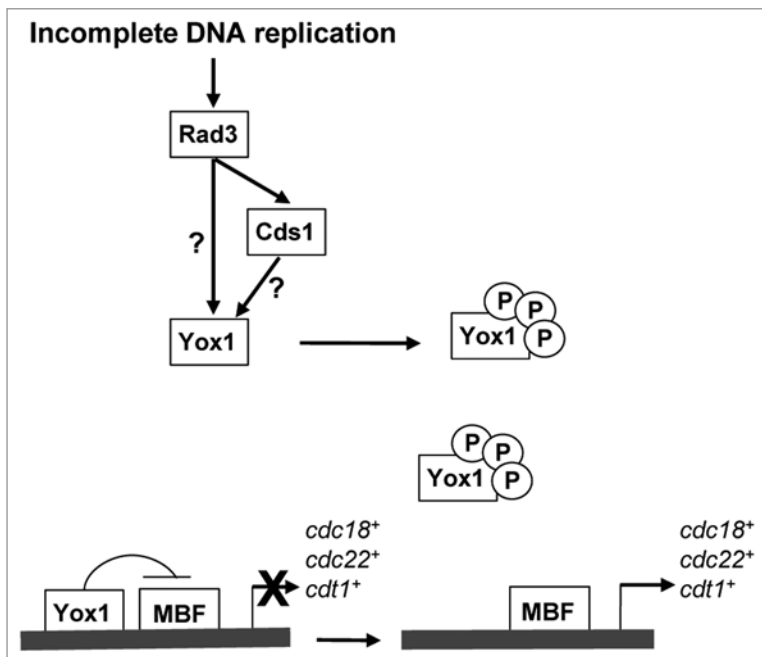 Incomplete DNA replication
Rad3
Cds1
?
?
Yox1
Yox1
P
P
P
Yox1
P
P
P
cdc18+
cdc22+
cdt1+
X
Yox1
MBF
cdc18+
cdc22+
cdt1+
MBF